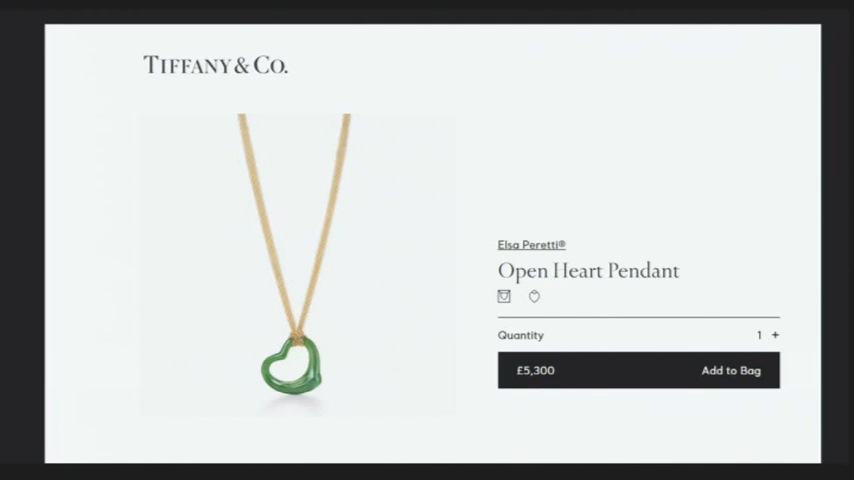 TIFFANY & CO.
Elsa Peretti®
Open Heart Pendant
Quantity 1 +
£5,300 Add to Bag